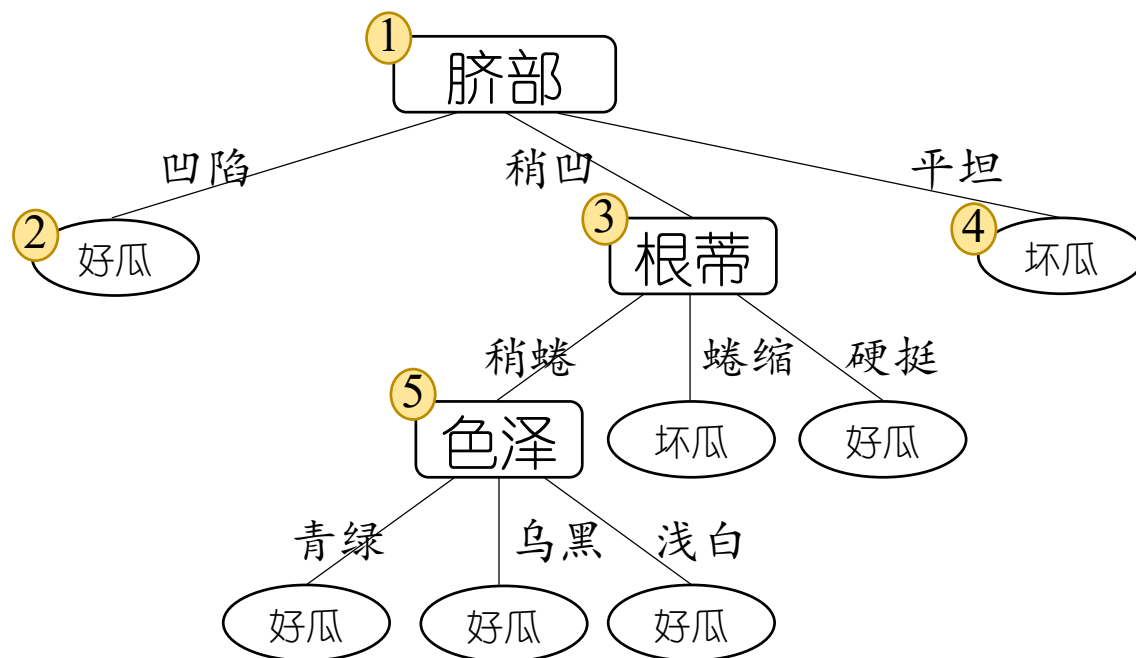 1
脐部
凹陷 稍凹 平坦
2 好瓜
3 根蒂
4 坏瓜
稍蜷 蜷缩 硬挺
5 色泽
坏瓜 好瓜
青绿 乌黑 浅白
好瓜 好瓜 好瓜